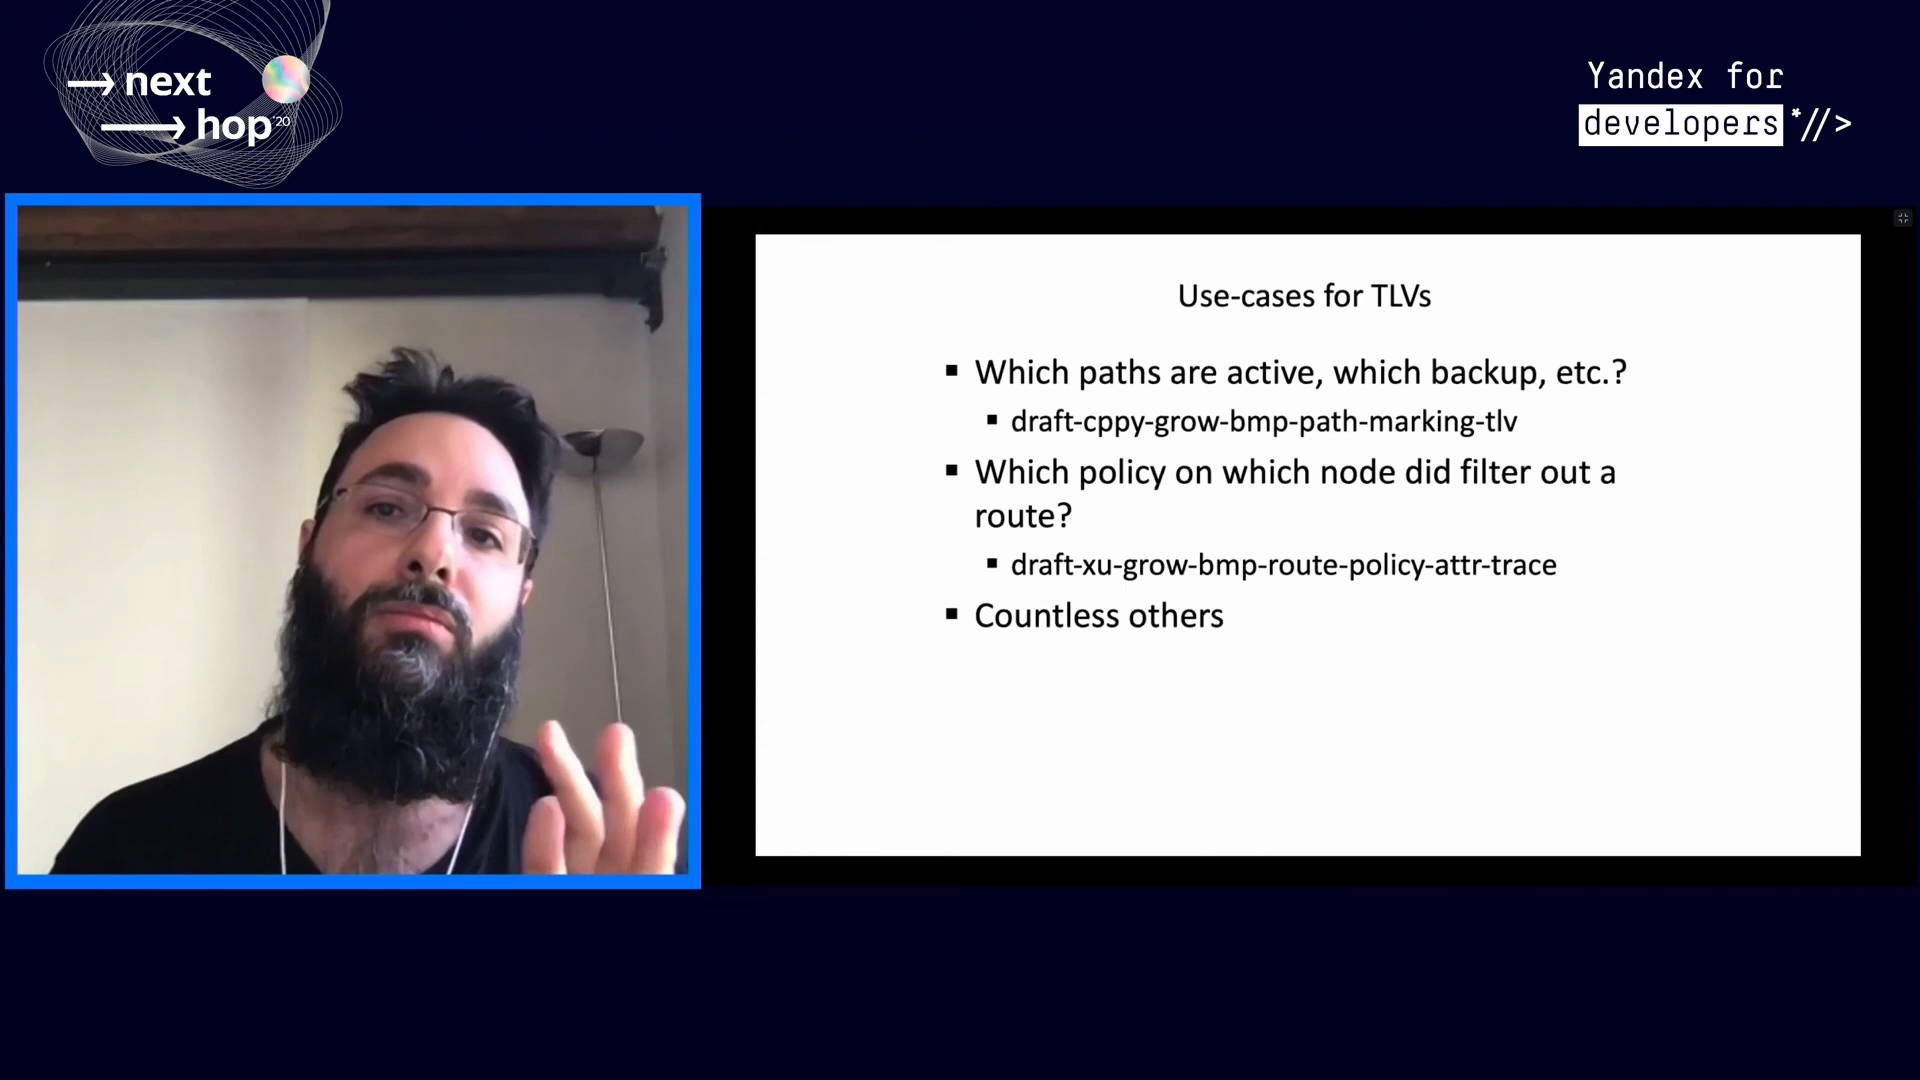 → next
→ hop '20
Yandex for
developers *//>
Use-cases for TLVs
▪ Which paths are active, which backup, etc.?
▪ draft-cppy-grow-bmp-path-marking-tlv
▪ Which policy on which node did filter out a
route?
▪ draft-xu-grow-bmp-route-policy-attr-trace
▪ Countless others